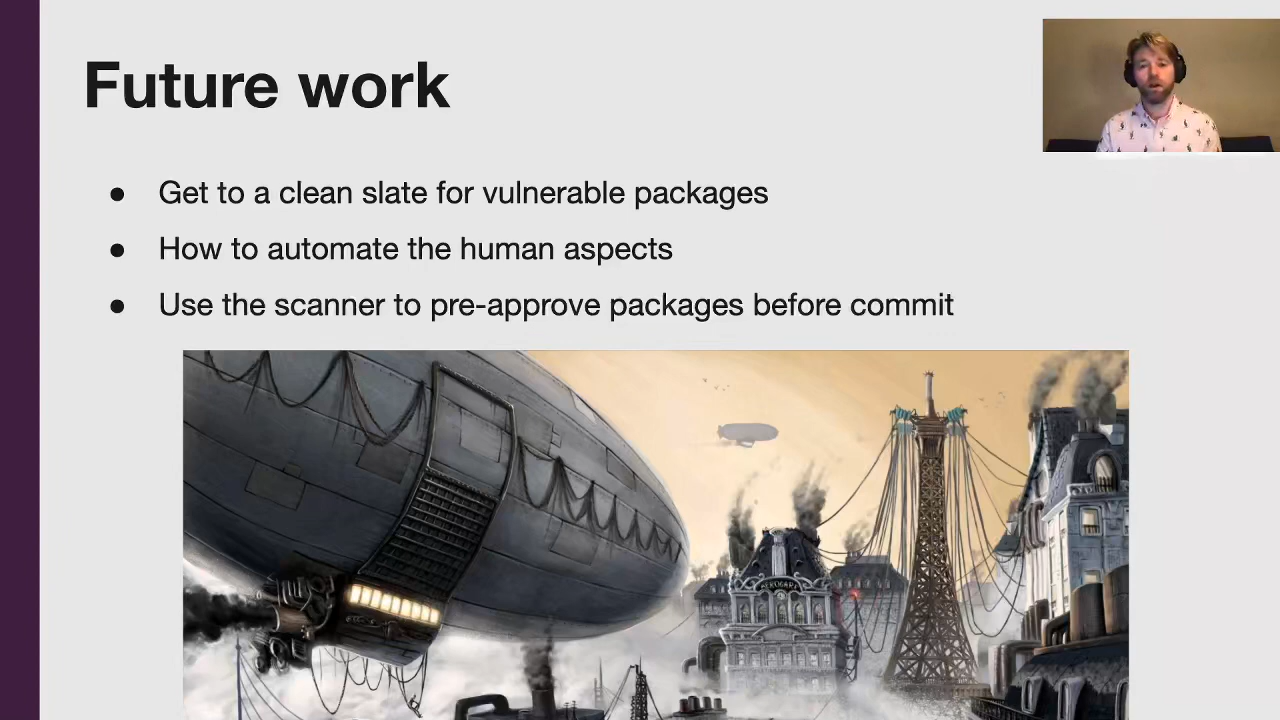 Future work
● Get to a clean slate for vulnerable packages
● How to automate the human aspects
● Use the scanner to pre-approve packages before commit